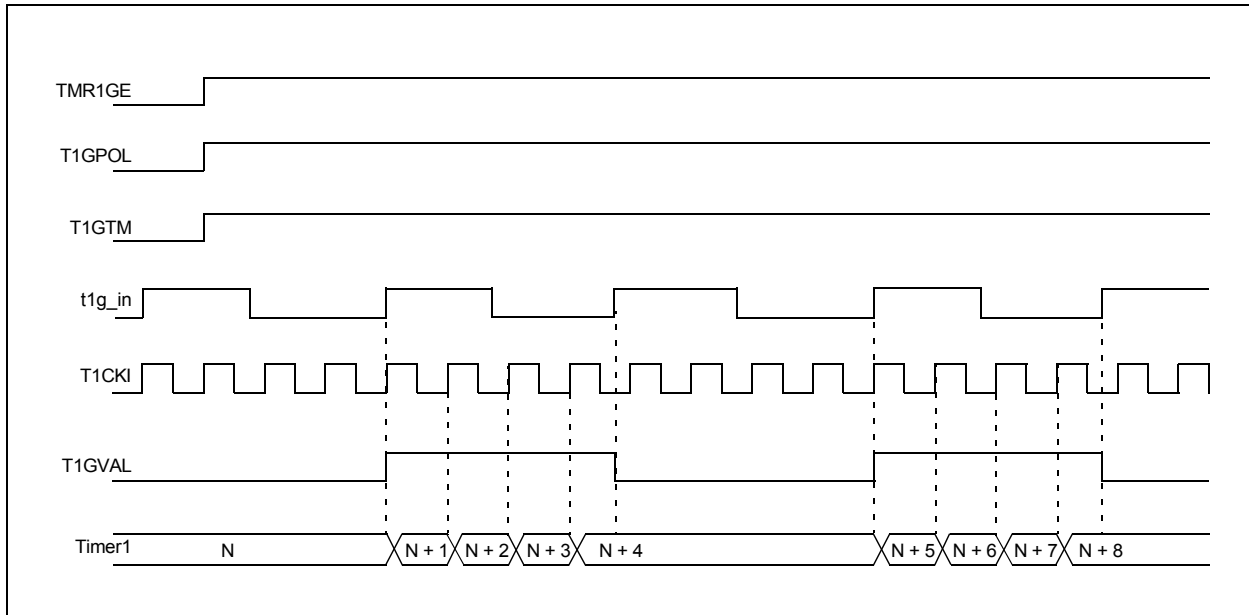 TMR1GE
T1GPOL
T1GTM
t1g_in
T1CKI
T1GVAL
Timer1 N N + 1 N + 2 N + 3 N + 4 N + 5 N + 6 N + 7 N + 8